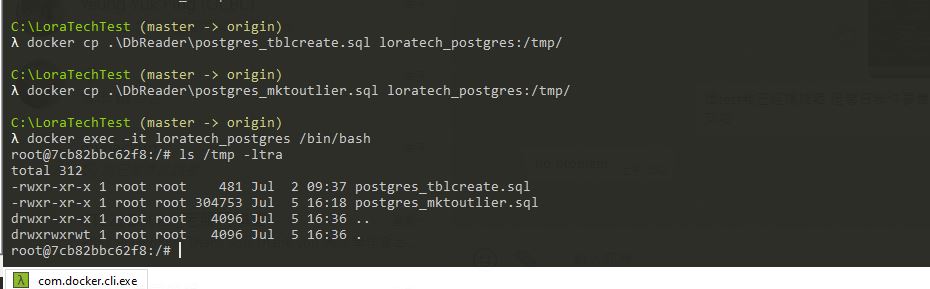 C:\LoraTechTest (master -> origin)
λ docker cp .\DbReader\postgres_tblcreate.sql loratech_postgres:/tmp/
C:\LoraTechTest (master -> origin)
λ docker cp .\DbReader\postgres_mktoutlier.sql loratech_postgres:/tmp/
C:\LoraTechTest (master -> origin)
λ docker exec -it loratech_postgres /bin/bash
root@7cb82bbc62f8:/# ls /tmp -ltra
total 312
-rwxr-xr-x 1 root root    481 Jul  2 09:37 postgres_tblcreate.sql
-rwxr-xr-x 1 root root 304753 Jul  5 16:18 postgres_mktoutlier.sql
drwxr-xr-x 1 root root   4096 Jul  5 16:36 ..
drwxrwxrwt 1 root root   4096 Jul  5 16:36 .
root@7cb82bbc62f8:/#
λ com.docker.cli.exe